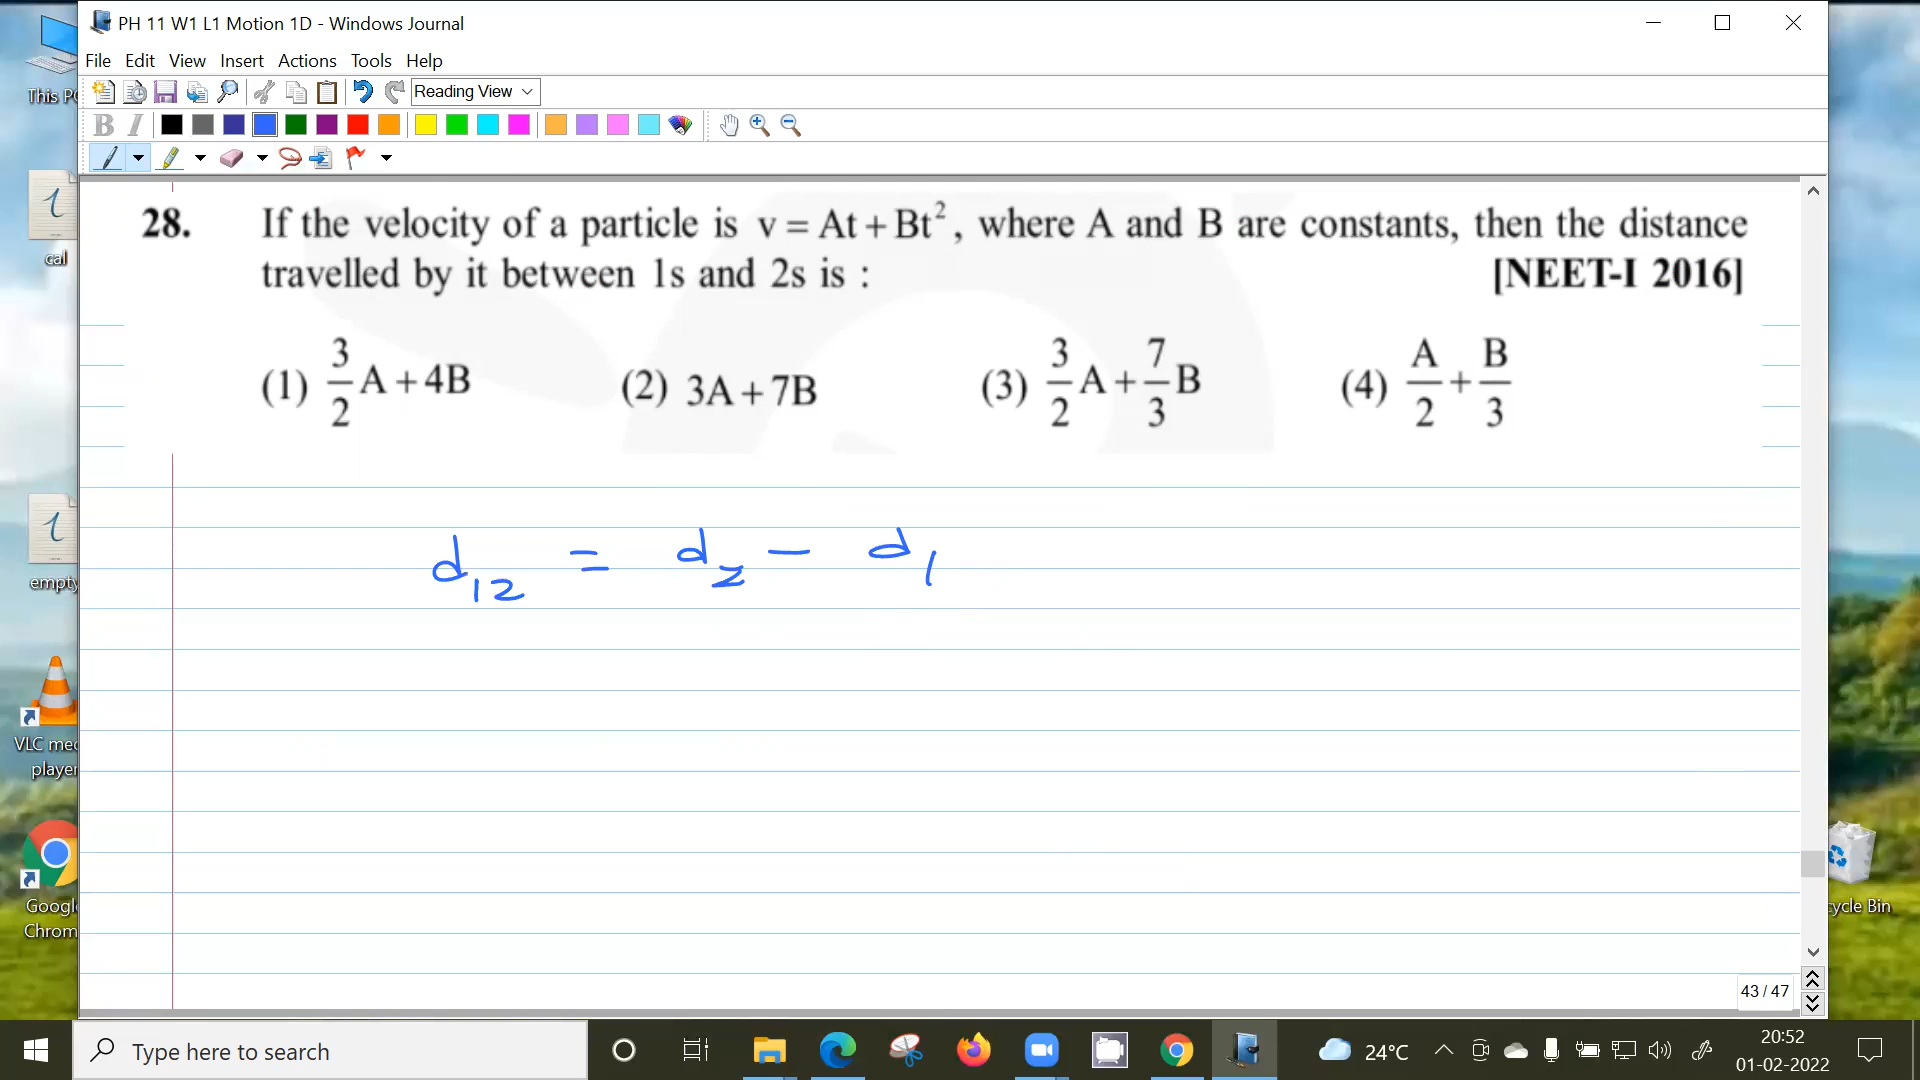 PH 11 W1 L1 Motion 1D - Windows Journal
File Edit View Insert Actions Tools Help
Reading View
B I
This PC
cal
empty
VLC med
player
Google
Chrom
28. If the velocity of a particle is v = At + Bt², where A and B are constants, then the distance
travelled by it between 1s and 2s is : [NEET-I 2016]
(1) 3/2 A + 4B (2) 3A + 7B (3) 3/2 A + 7/3 B (4) A/2 + B/3
d₁₂ = d₂ - d₁
cycle Bin
43 / 47
Type here to search
24°C
20:52
01-02-2022